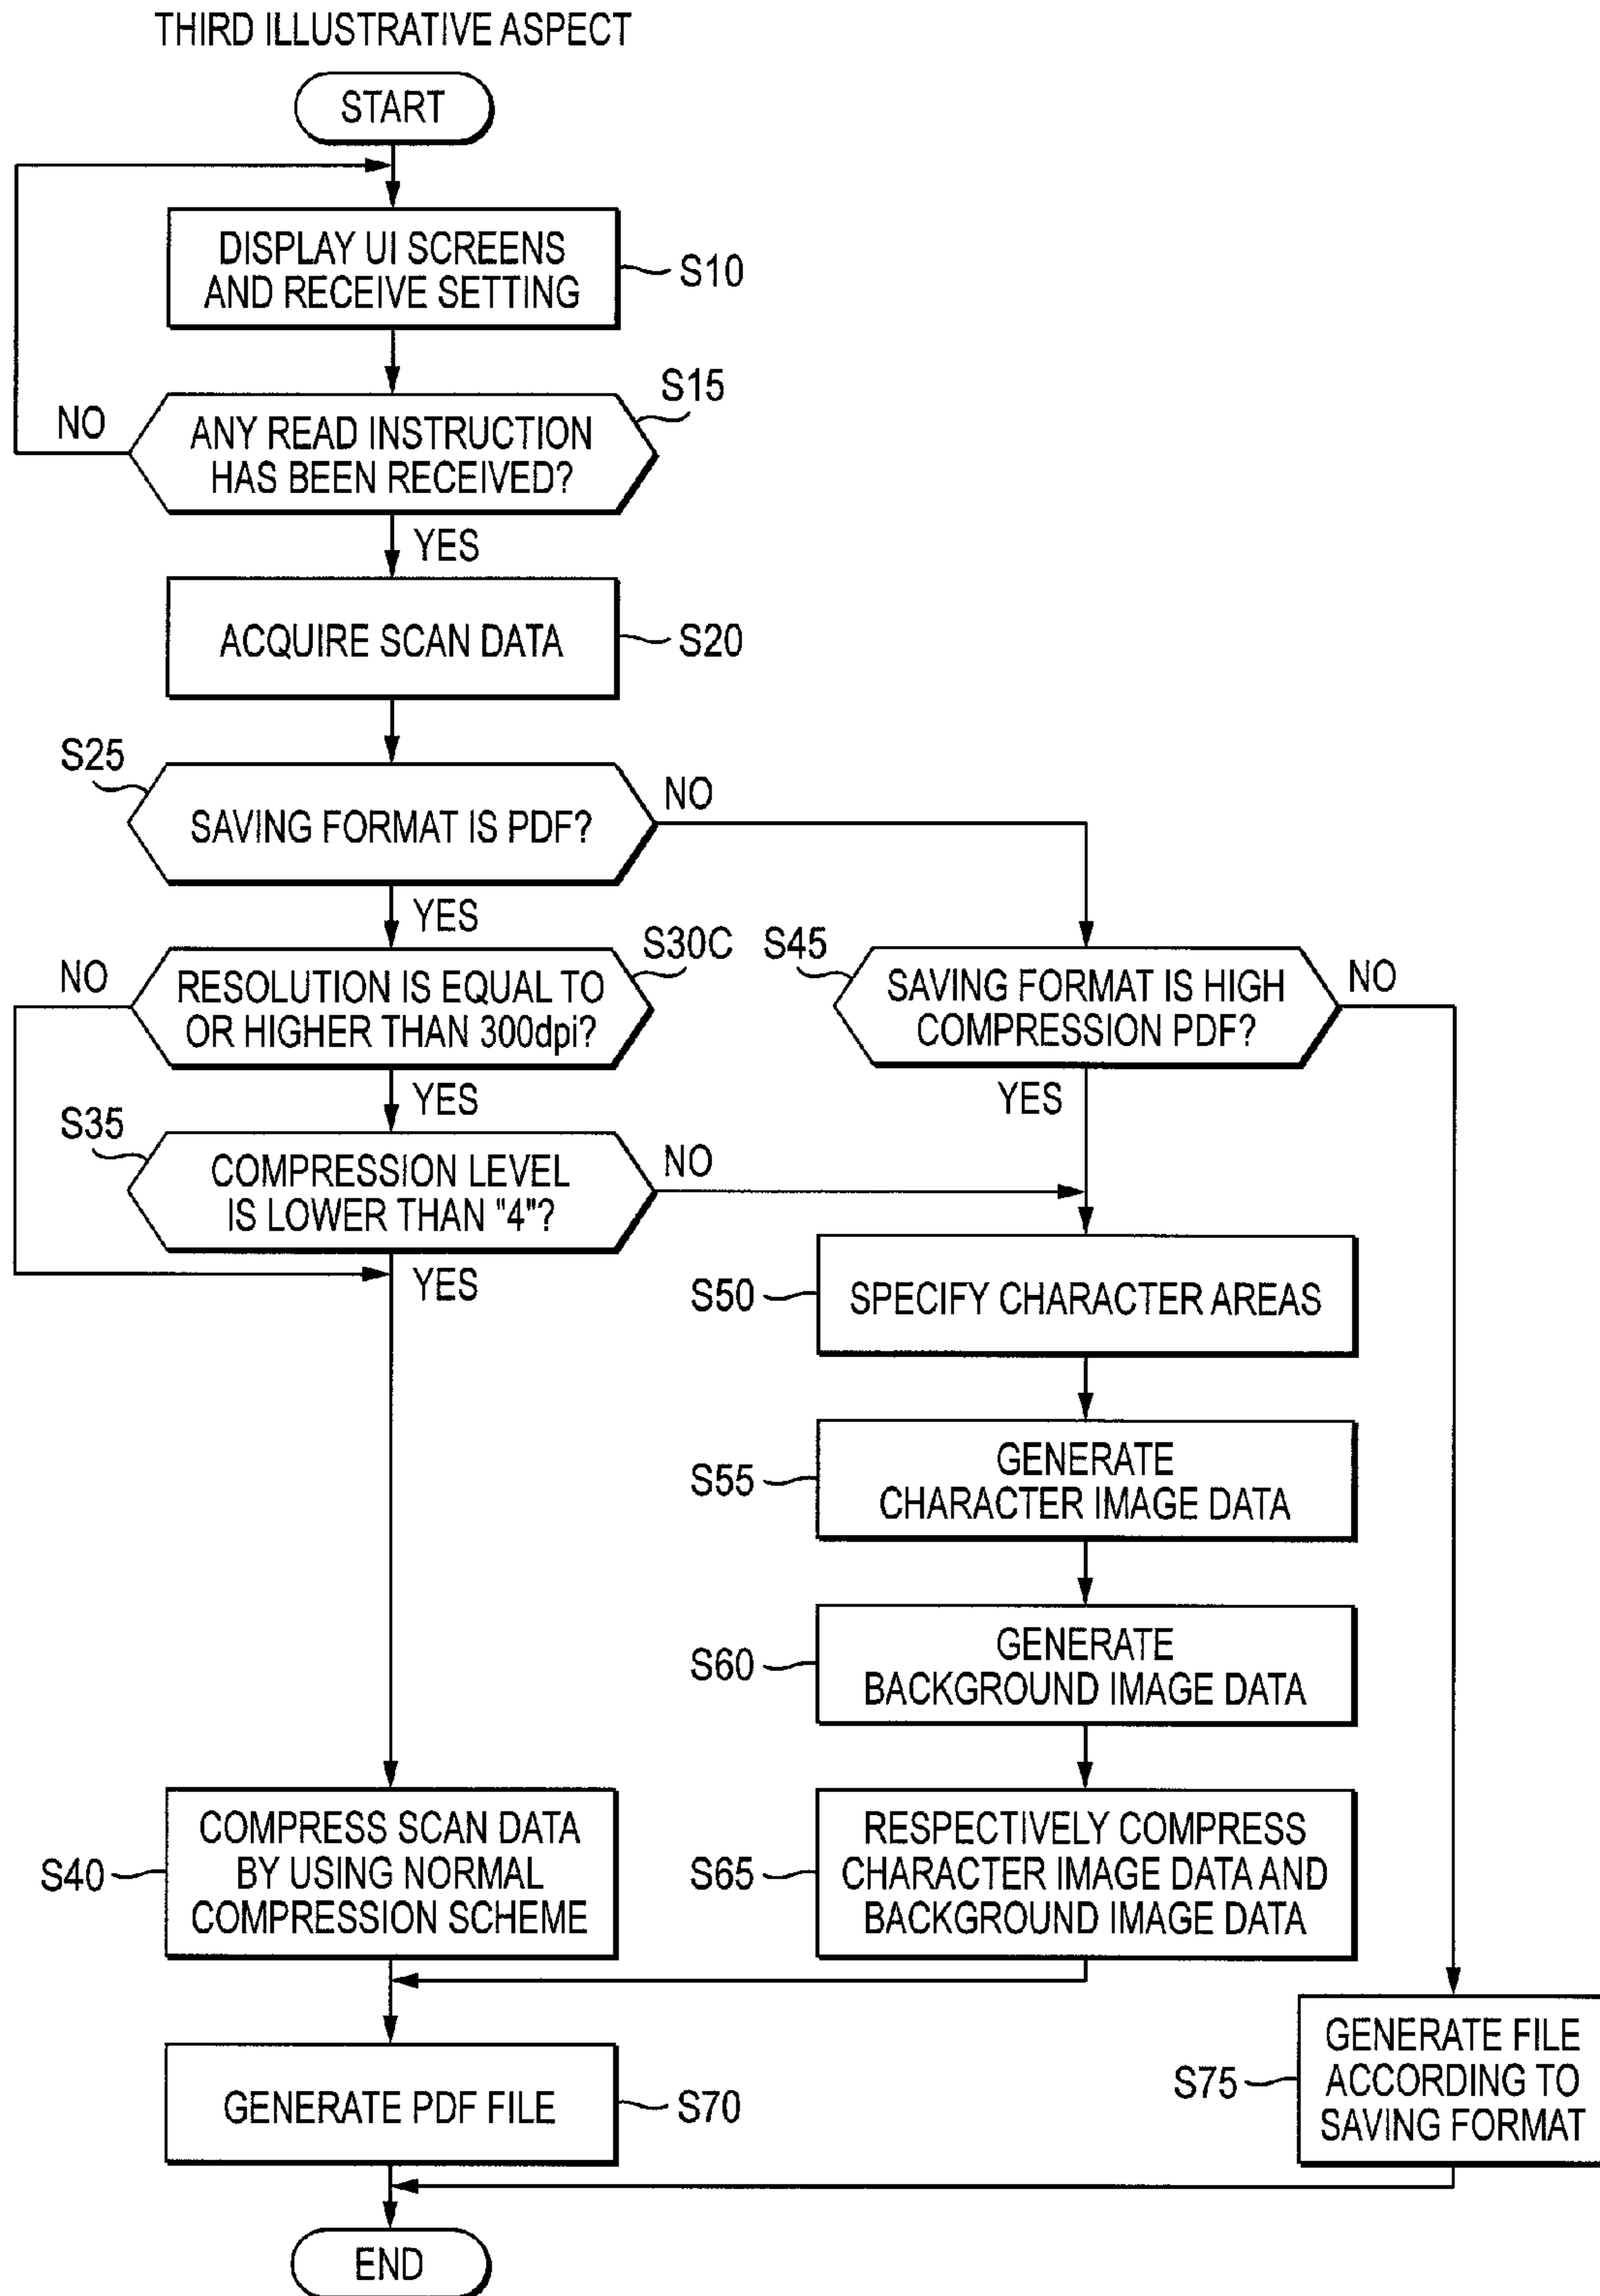 THIRD ILLUSTRATIVE ASPECT
START
DISPLAY UI SCREENS
AND RECEIVE SETTING
S10
S15
NO
ANY READ INSTRUCTION
HAS BEEN RECEIVED?
YES
ACQUIRE SCAN DATA
S20
S25
NO
SAVING FORMAT IS PDF?
YES
S30C
S45
NO
RESOLUTION IS EQUAL TO
OR HIGHER THAN 300dpi?
SAVING FORMAT IS HIGH
COMPRESSION PDF?
NO
YES
YES
S35
COMPRESSION LEVEL
IS LOWER THAN "4"?
NO
YES
S50
SPECIFY CHARACTER AREAS
S55
GENERATE
CHARACTER IMAGE DATA
S60
GENERATE
BACKGROUND IMAGE DATA
S40
COMPRESS SCAN DATA
BY USING NORMAL
COMPRESSION SCHEME
S65
RESPECTIVELY COMPRESS
CHARACTER IMAGE DATA AND
BACKGROUND IMAGE DATA
GENERATE PDF FILE
S70
S75
GENERATE FILE
ACCORDING TO
SAVING FORMAT
END